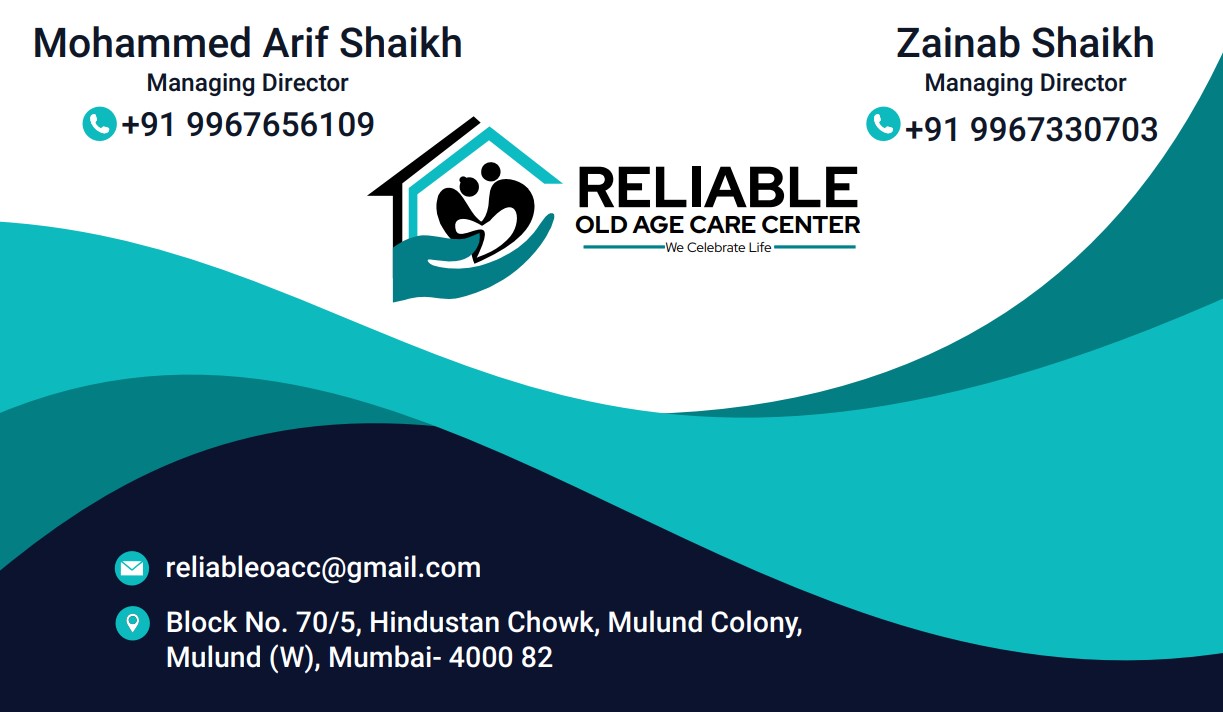 Mohammed Arif Shaikh
Managing Director
+91 9967656109
Zainab Shaikh
Managing Director
+91 9967330703
RELIABLE
OLD AGE CARE CENTER
We Celebrate Life
reliableoacc@gmail.com
Block No. 70/5, Hindustan Chowk, Mulund Colony,
Mulund (W), Mumbai- 4000 82